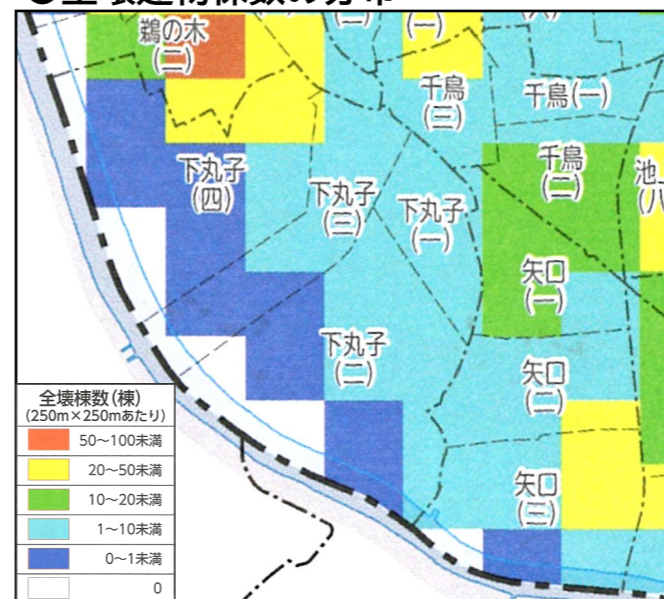 鵜の木
(二)
(一)
千鳥
(三)
千鳥(一)
千鳥
(二)
下丸子
(四)
下丸子
(三)
下丸子
(一)
矢口
(一)
下丸子
(二)
矢口
(二)
矢口
(三)
全壊棟数(棟)
(250m×250mあたり)
50〜100未満
20〜50未満
10〜20未満
1〜10未満
0〜1未満
0